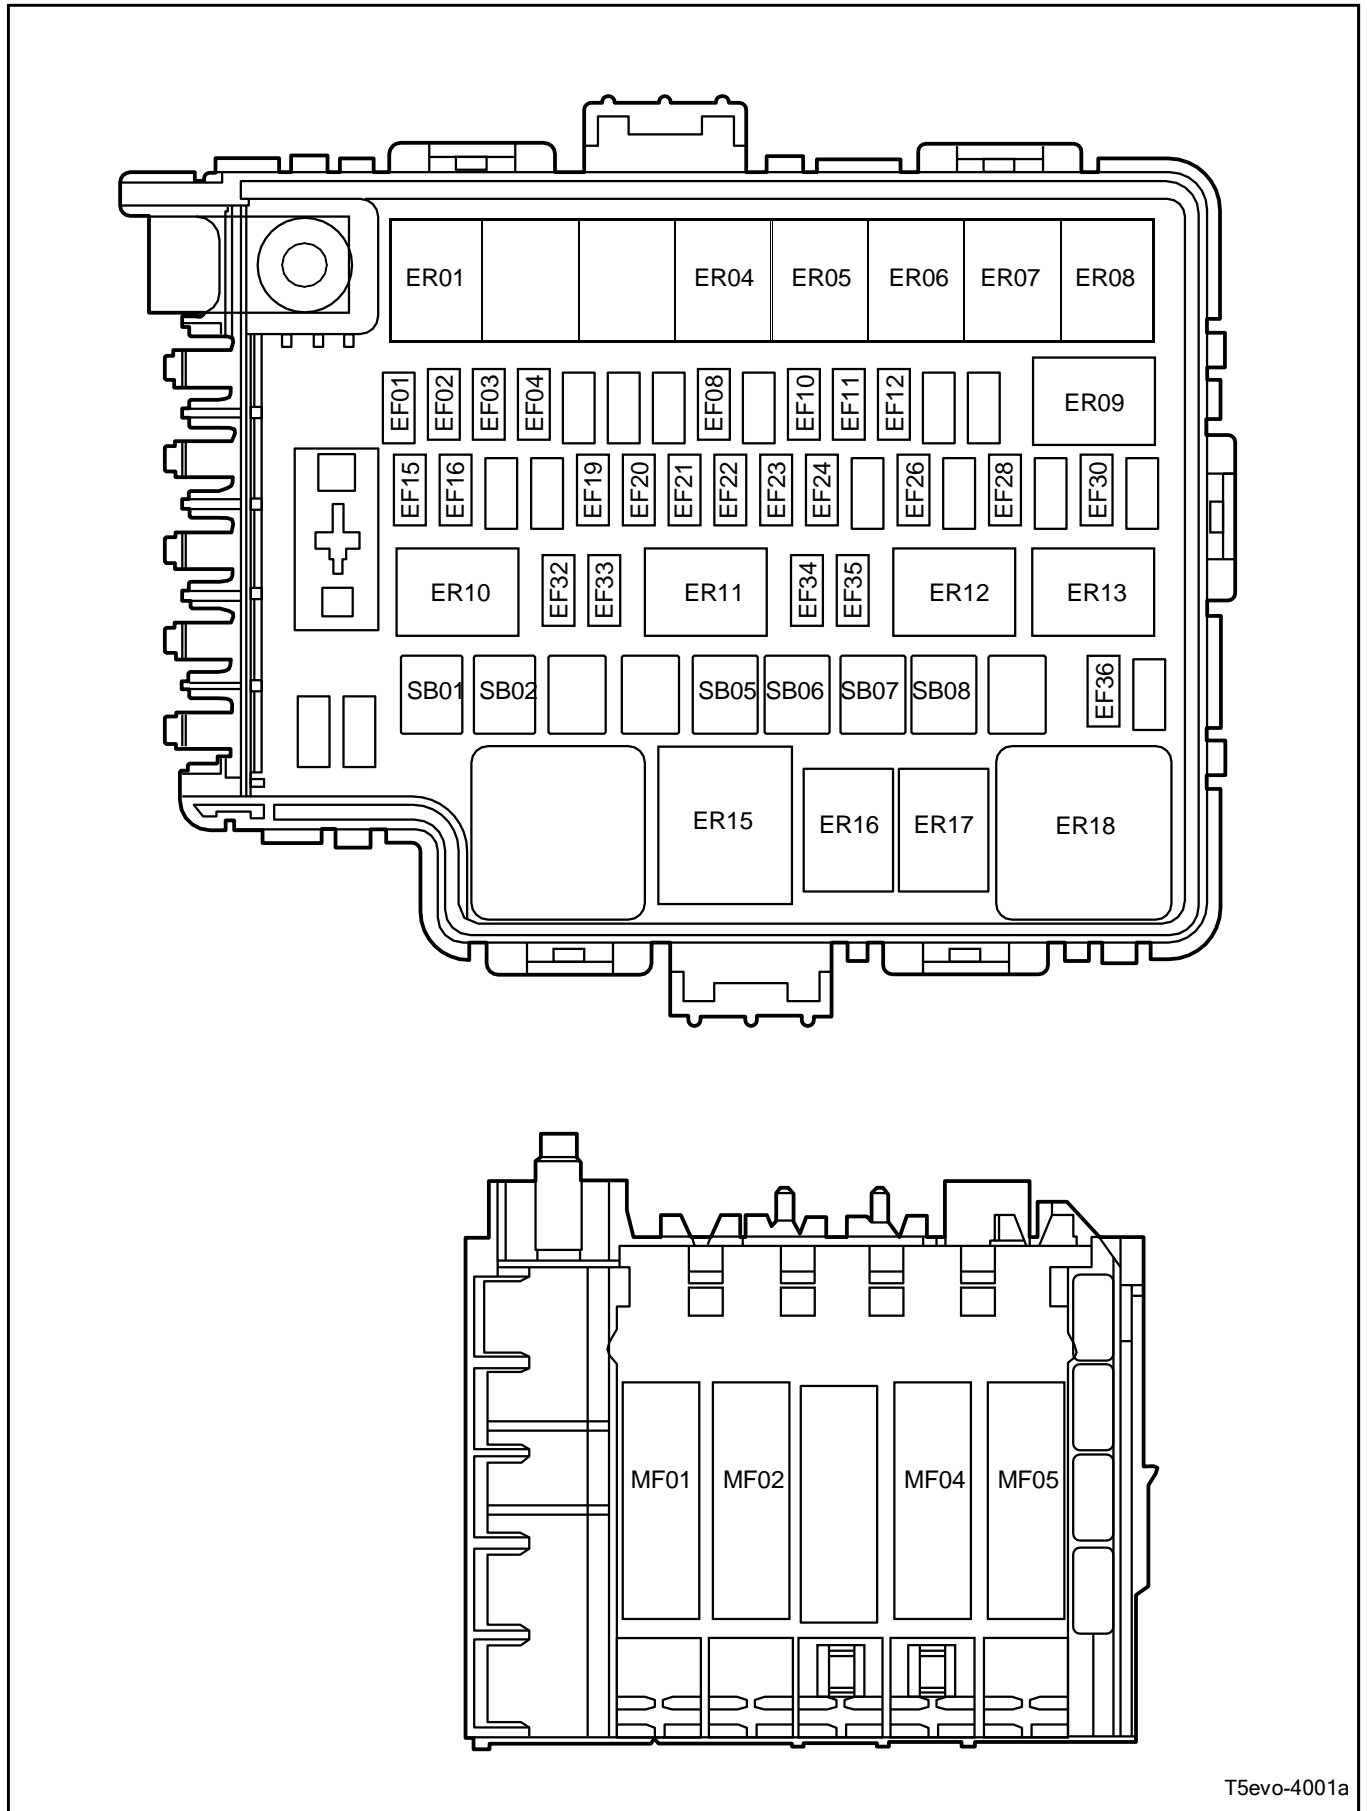 ER01 ER04 ER05 ER06 ER07 ER08
EF01 EF02 EF03 EF04 EF08 EF10 EF11 EF12 ER09
EF15 EF16 EF19 EF20 EF21 EF22 EF23 EF24 EF26 EF28 EF30
ER10 EF32 EF33 ER11 EF34 EF35 ER12 ER13
SB01 SB02 SB05 SB06 SB07 SB08 EF36
ER15 ER16 ER17 ER18
MF01 MF02 MF04 MF05
T5evo-4001a